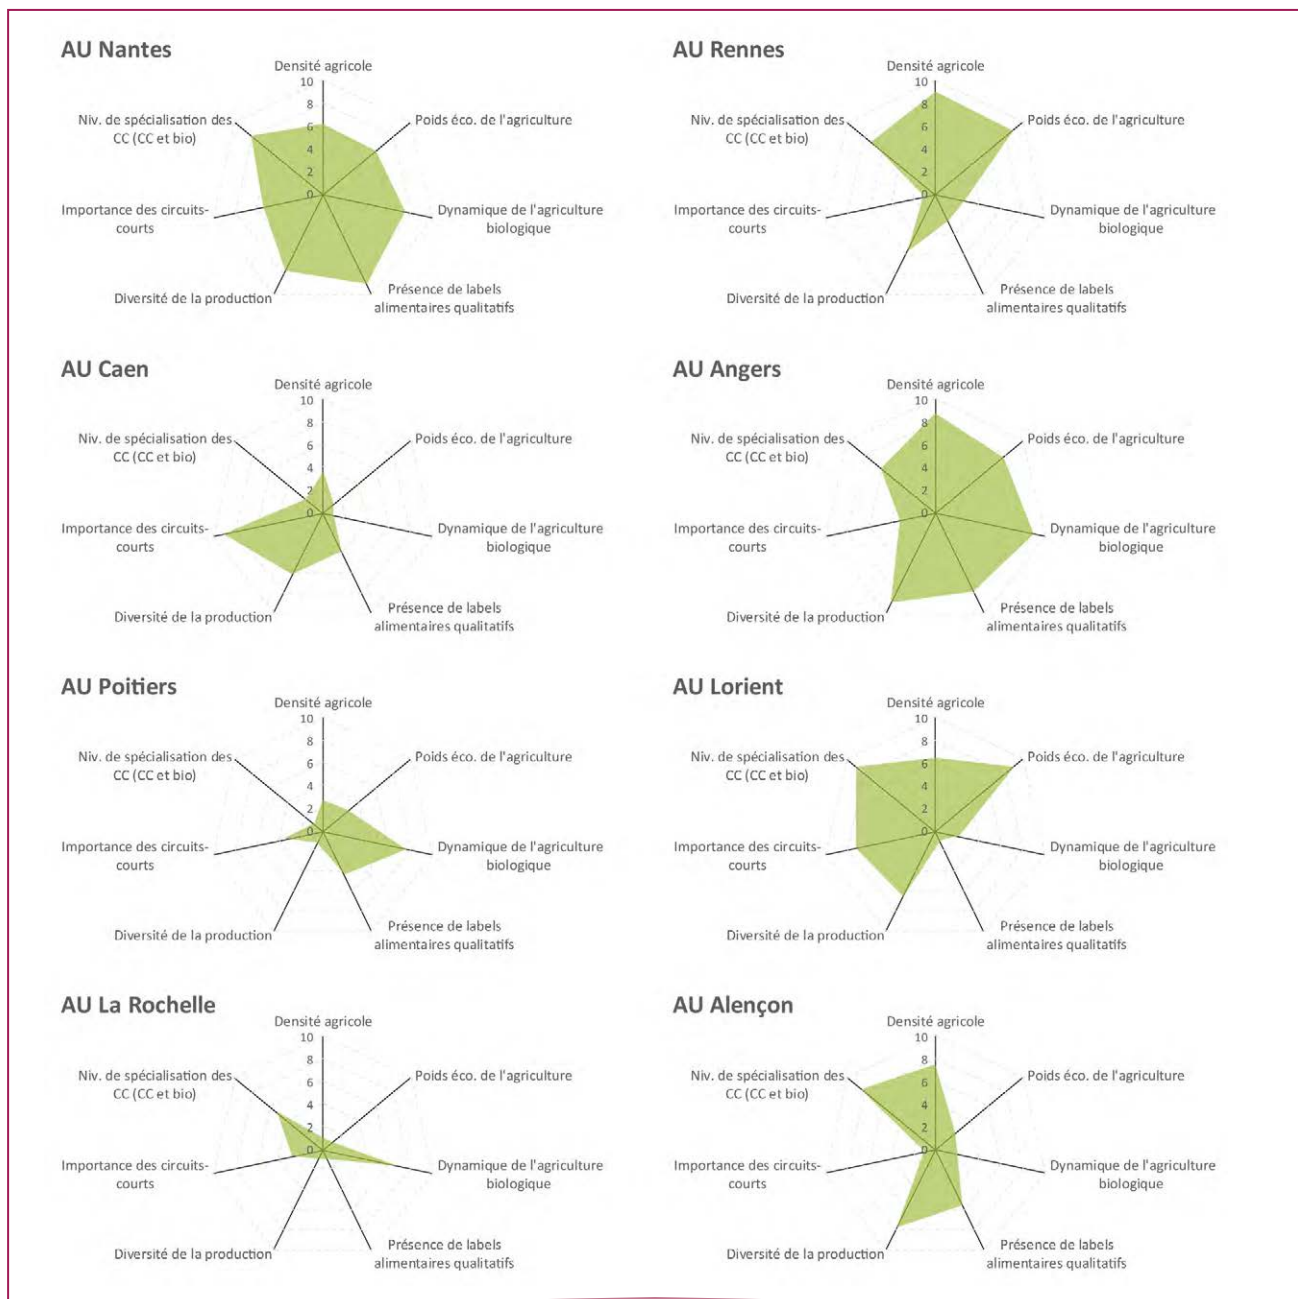 AU Nantes
Densité agricole
10
8
6
4
2
0
Poids éco. de l'agriculture
Dynamique de l'agriculture
biologique
Présence de labels
alimentaires qualitatifs
Diversité de la production
Importance des circuits-
courts
Niv. de spécialisation des
CC (CC et bio)
AU Rennes
Densité agricole
10
8
6
4
2
0
Poids éco. de l'agriculture
Dynamique de l'agriculture
biologique
Présence de labels
alimentaires qualitatifs
Diversité de la production
Importance des circuits-
courts
Niv. de spécialisation des
CC (CC et bio)
AU Caen
Densité agricole
10
8
6
4
2
0
Poids éco. de l'agriculture
Dynamique de l'agriculture
biologique
Présence de labels
alimentaires qualitatifs
Diversité de la production
Importance des circuits-
courts
Niv. de spécialisation des
CC (CC et bio)
AU Angers
Densité agricole
10
8
6
4
2
0
Poids éco. de l'agriculture
Dynamique de l'agriculture
biologique
Présence de labels
alimentaires qualitatifs
Diversité de la production
Importance des circuits-
courts
Niv. de spécialisation des
CC (CC et bio)
AU Poitiers
Densité agricole
10
8
6
4
2
0
Poids éco. de l'agriculture
Dynamique de l'agriculture
biologique
Présence de labels
alimentaires qualitatifs
Diversité de la production
Importance des circuits-
courts
Niv. de spécialisation des
CC (CC et bio)
AU Lorient
Densité agricole
10
8
6
4
2
0
Poids éco. de l'agriculture
Dynamique de l'agriculture
biologique
Présence de labels
alimentaires qualitatifs
Diversité de la production
Importance des circuits-
courts
Niv. de spécialisation des
CC (CC et bio)
AU La Rochelle
Densité agricole
10
8
6
4
2
0
Poids éco. de l'agriculture
Dynamique de l'agriculture
biologique
Présence de labels
alimentaires qualitatifs
Diversité de la production
Importance des circuits-
courts
Niv. de spécialisation des
CC (CC et bio)
AU Alençon
Densité agricole
10
8
6
4
2
0
Poids éco. de l'agriculture
Dynamique de l'agriculture
biologique
Présence de labels
alimentaires qualitatifs
Diversité de la production
Importance des circuits-
courts
Niv. de spécialisation des
CC (CC et bio)